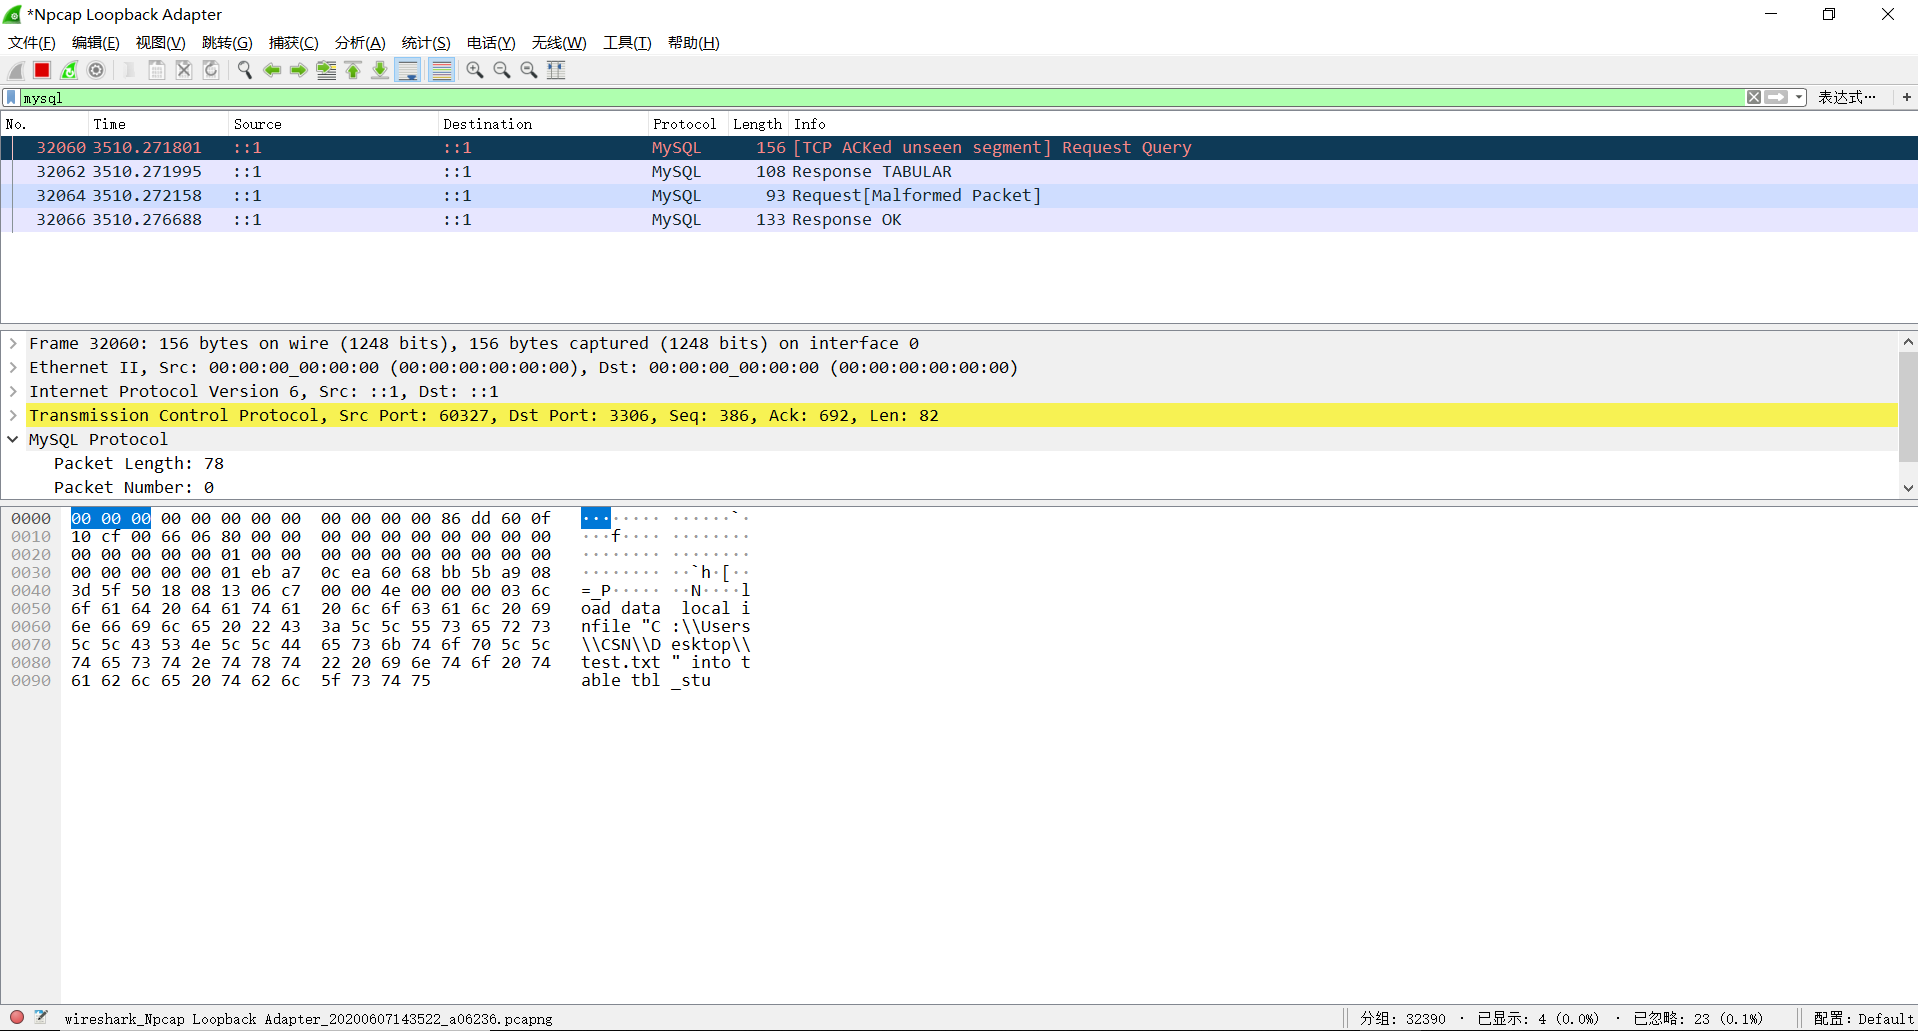 *Npcap Loopback Adapter
文件(F) 编辑(E) 视图(V) 跳转(G) 捕获(C) 分析(A) 统计(S) 电话(Y) 无线(W) 工具(T) 帮助(H)
mysql 表达式… +
No. Time Source Destination Protocol Length Info
32060 3510.271801 ::1 ::1 MySQL 156 [TCP ACKed unseen segment] Request Query
32062 3510.271995 ::1 ::1 MySQL 108 Response TABULAR
32064 3510.272158 ::1 ::1 MySQL 93 Request[Malformed Packet]
32066 3510.276688 ::1 ::1 MySQL 133 Response OK
Frame 32060: 156 bytes on wire (1248 bits), 156 bytes captured (1248 bits) on interface 0
Ethernet II, Src: 00:00:00_00:00:00 (00:00:00:00:00:00), Dst: 00:00:00_00:00:00 (00:00:00:00:00:00)
Internet Protocol Version 6, Src: ::1, Dst: ::1
Transmission Control Protocol, Src Port: 60327, Dst Port: 3306, Seq: 386, Ack: 692, Len: 82
MySQL Protocol
Packet Length: 78
Packet Number: 0
0000 00 00 00 00 00 00 00 00 00 00 00 00 86 dd 60 0f ········ ······`·
0010 10 cf 00 66 06 80 00 00 00 00 00 00 00 00 00 00 ···f···· ········
0020 00 00 00 00 00 01 00 00 00 00 00 00 00 00 00 00 ········ ········
0030 00 00 00 00 00 01 eb a7 0c ea 60 68 bb 5b a9 08 ········ ··`h·[··
0040 3d 5f 50 18 08 13 06 c7 00 00 4e 00 00 00 03 6c =_P····· ··N····l
0050 6f 61 64 20 64 61 74 61 20 6c 6f 63 61 6c 20 69 oad data  local i
0060 6e 66 69 6c 65 20 22 43 3a 5c 5c 55 73 65 72 73 nfile "C :\\Users
0070 5c 5c 43 53 4e 5c 5c 44 65 73 6b 74 6f 70 5c 5c \\CSN\\D esktop\\
0080 74 65 73 74 2e 74 78 74 22 20 69 6e 74 6f 20 74 test.txt " into t
0090 61 62 6c 65 20 74 62 6c 5f 73 74 75 able tbl _stu
wireshark_Npcap Loopback Adapter_20200607143522_a06236.pcapng 分组: 32390 · 已显示: 4 (0.0%) · 已忽略: 23 (0.1%) 配置: Default